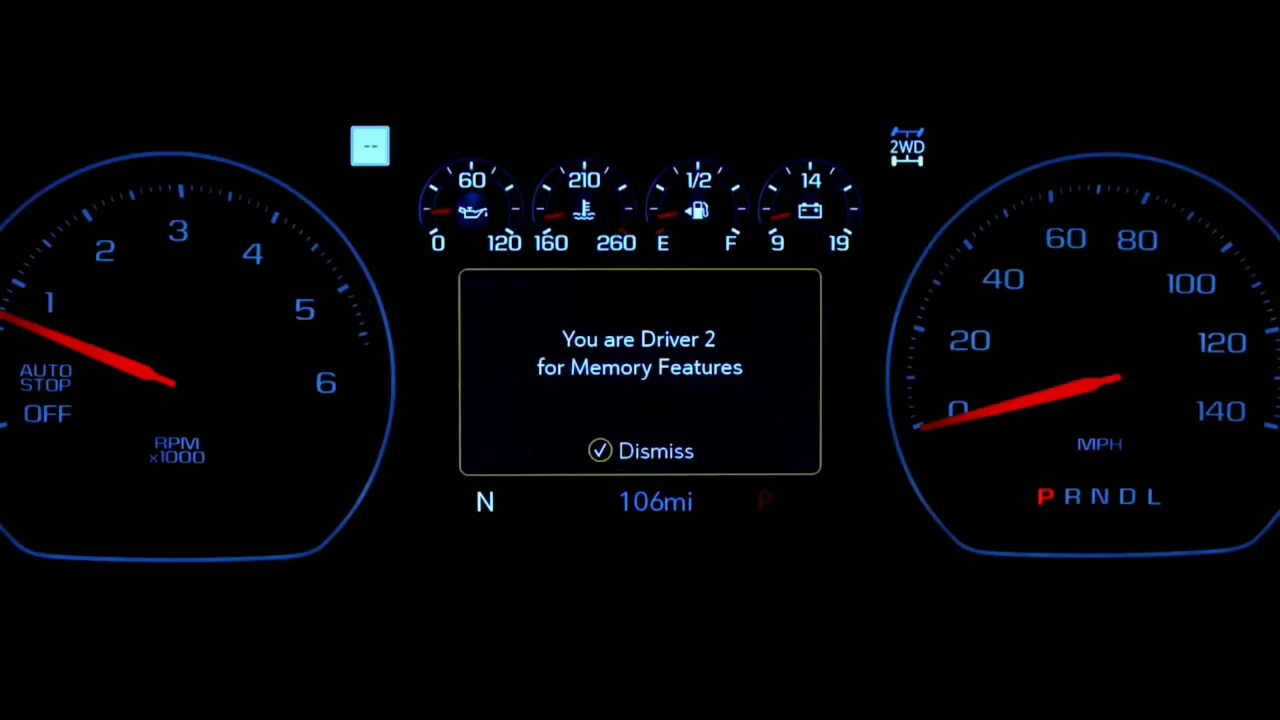 --
60
0 120
210
160 260
1/2
E F
14
9 19
2WD
1
2
3
4
5
6
AUTO
STOP
OFF
RPM
x1000
You are Driver 2
for Memory Features
✓ Dismiss
N 106mi P
0
20
40
60
80
100
120
140
MPH
P R N D L